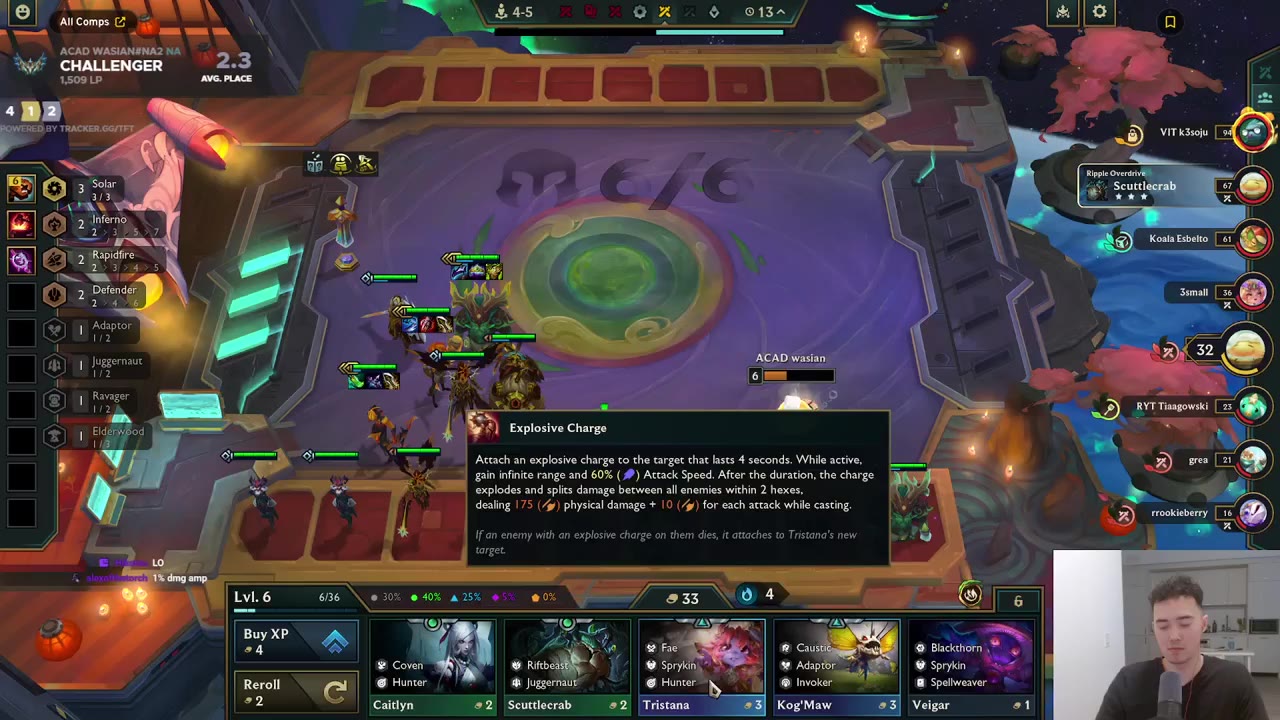 All Comps
ACAD WASIAN#NA2 NA
CHALLENGER
1,509 LP
2.3
AVG. PLACE
4 1 2
POWERED BY TRACKER.GG/TFT
4-5
13
6/6
3 Solar
3 / 3
2 Inferno
2 > 3 > 5 > 7
2 Rapidfire
2 > 3 > 4 > 5
2 Defender
2 > 4 > 6
1 Adaptor
1 / 2
1 Juggernaut
1 / 2
1 Ravager
1 / 2
1 Elderwood
1 / 3
VIT k3soju 94
Ripple Overdrive
Scuttlecrab 67
Koala Esbelto 61
3small 36
32
RYT Tiaagowski 23
grea 21
rrookieberry 16
ACAD wasian
6
Explosive Charge
Attach an explosive charge to the target that lasts 4 seconds. While active,
gain infinite range and 60% ( ) Attack Speed. After the duration, the charge
explodes and splits damage between all enemies within 2 hexes,
dealing 175 ( ) physical damage + 10 ( ) for each attack while casting.
If an enemy with an explosive charge on them dies, it attaches to Tristana's new
target.
LO
1% dmg amp
Lvl. 6 6/36
30% 40% 25% 5% 0%
33
4
6
Buy XP
4
Reroll
2
Coven
Hunter
Caitlyn 2
Riftbeast
Juggernaut
Scuttlecrab 2
Fae
Sprykin
Hunter
Tristana 3
Caustic
Adaptor
Invoker
Kog'Maw 3
Blackthorn
Sprykin
Spellweaver
Veigar 1